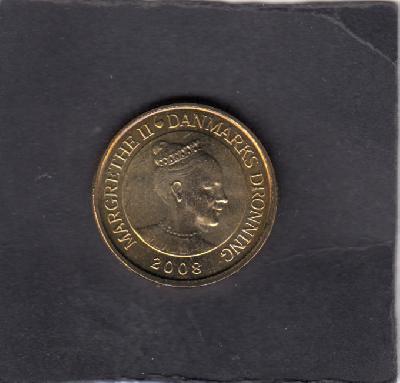 MARGRETHE II DANMARKS DRONNING
2008